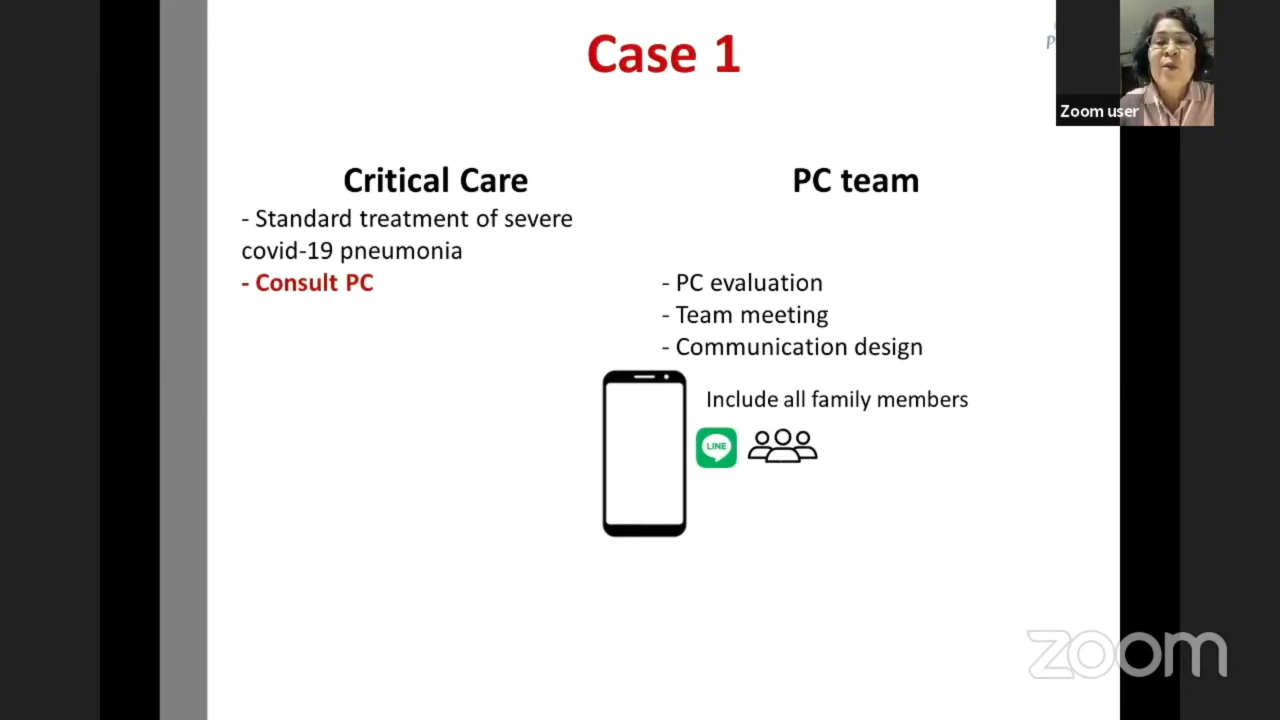 Case 1
Zoom user
Critical Care
- Standard treatment of severe
covid-19 pneumonia
- Consult PC
PC team
- PC evaluation
- Team meeting
- Communication design
Include all family members
LINE
zoom